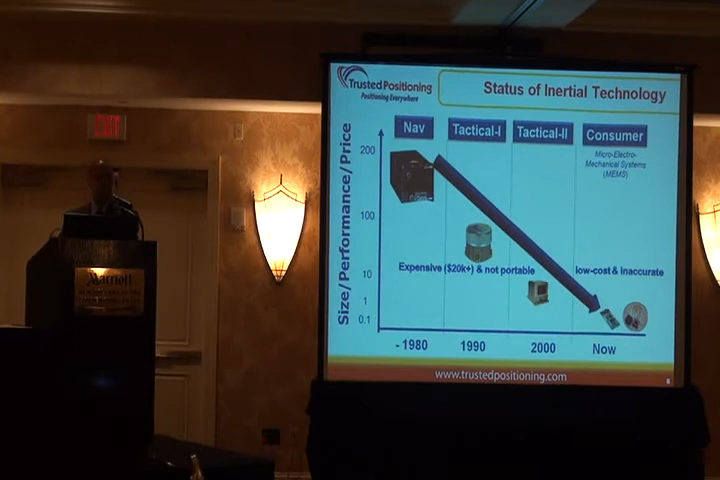 EXIT
Marriott
TrustedPositioning
Positioning Everywhere
Status of Inertial Technology
Nav
Tactical-I
Tactical-II
Consumer
Micro-Electro-
Mechanical Systems
(MEMS)
Size/Performance/Price
200
100
10
1
0.1
Expensive ($20k+) & not portable
low-cost & inaccurate
- 1980
1990
2000
Now
www.trustedpositioning.com
8